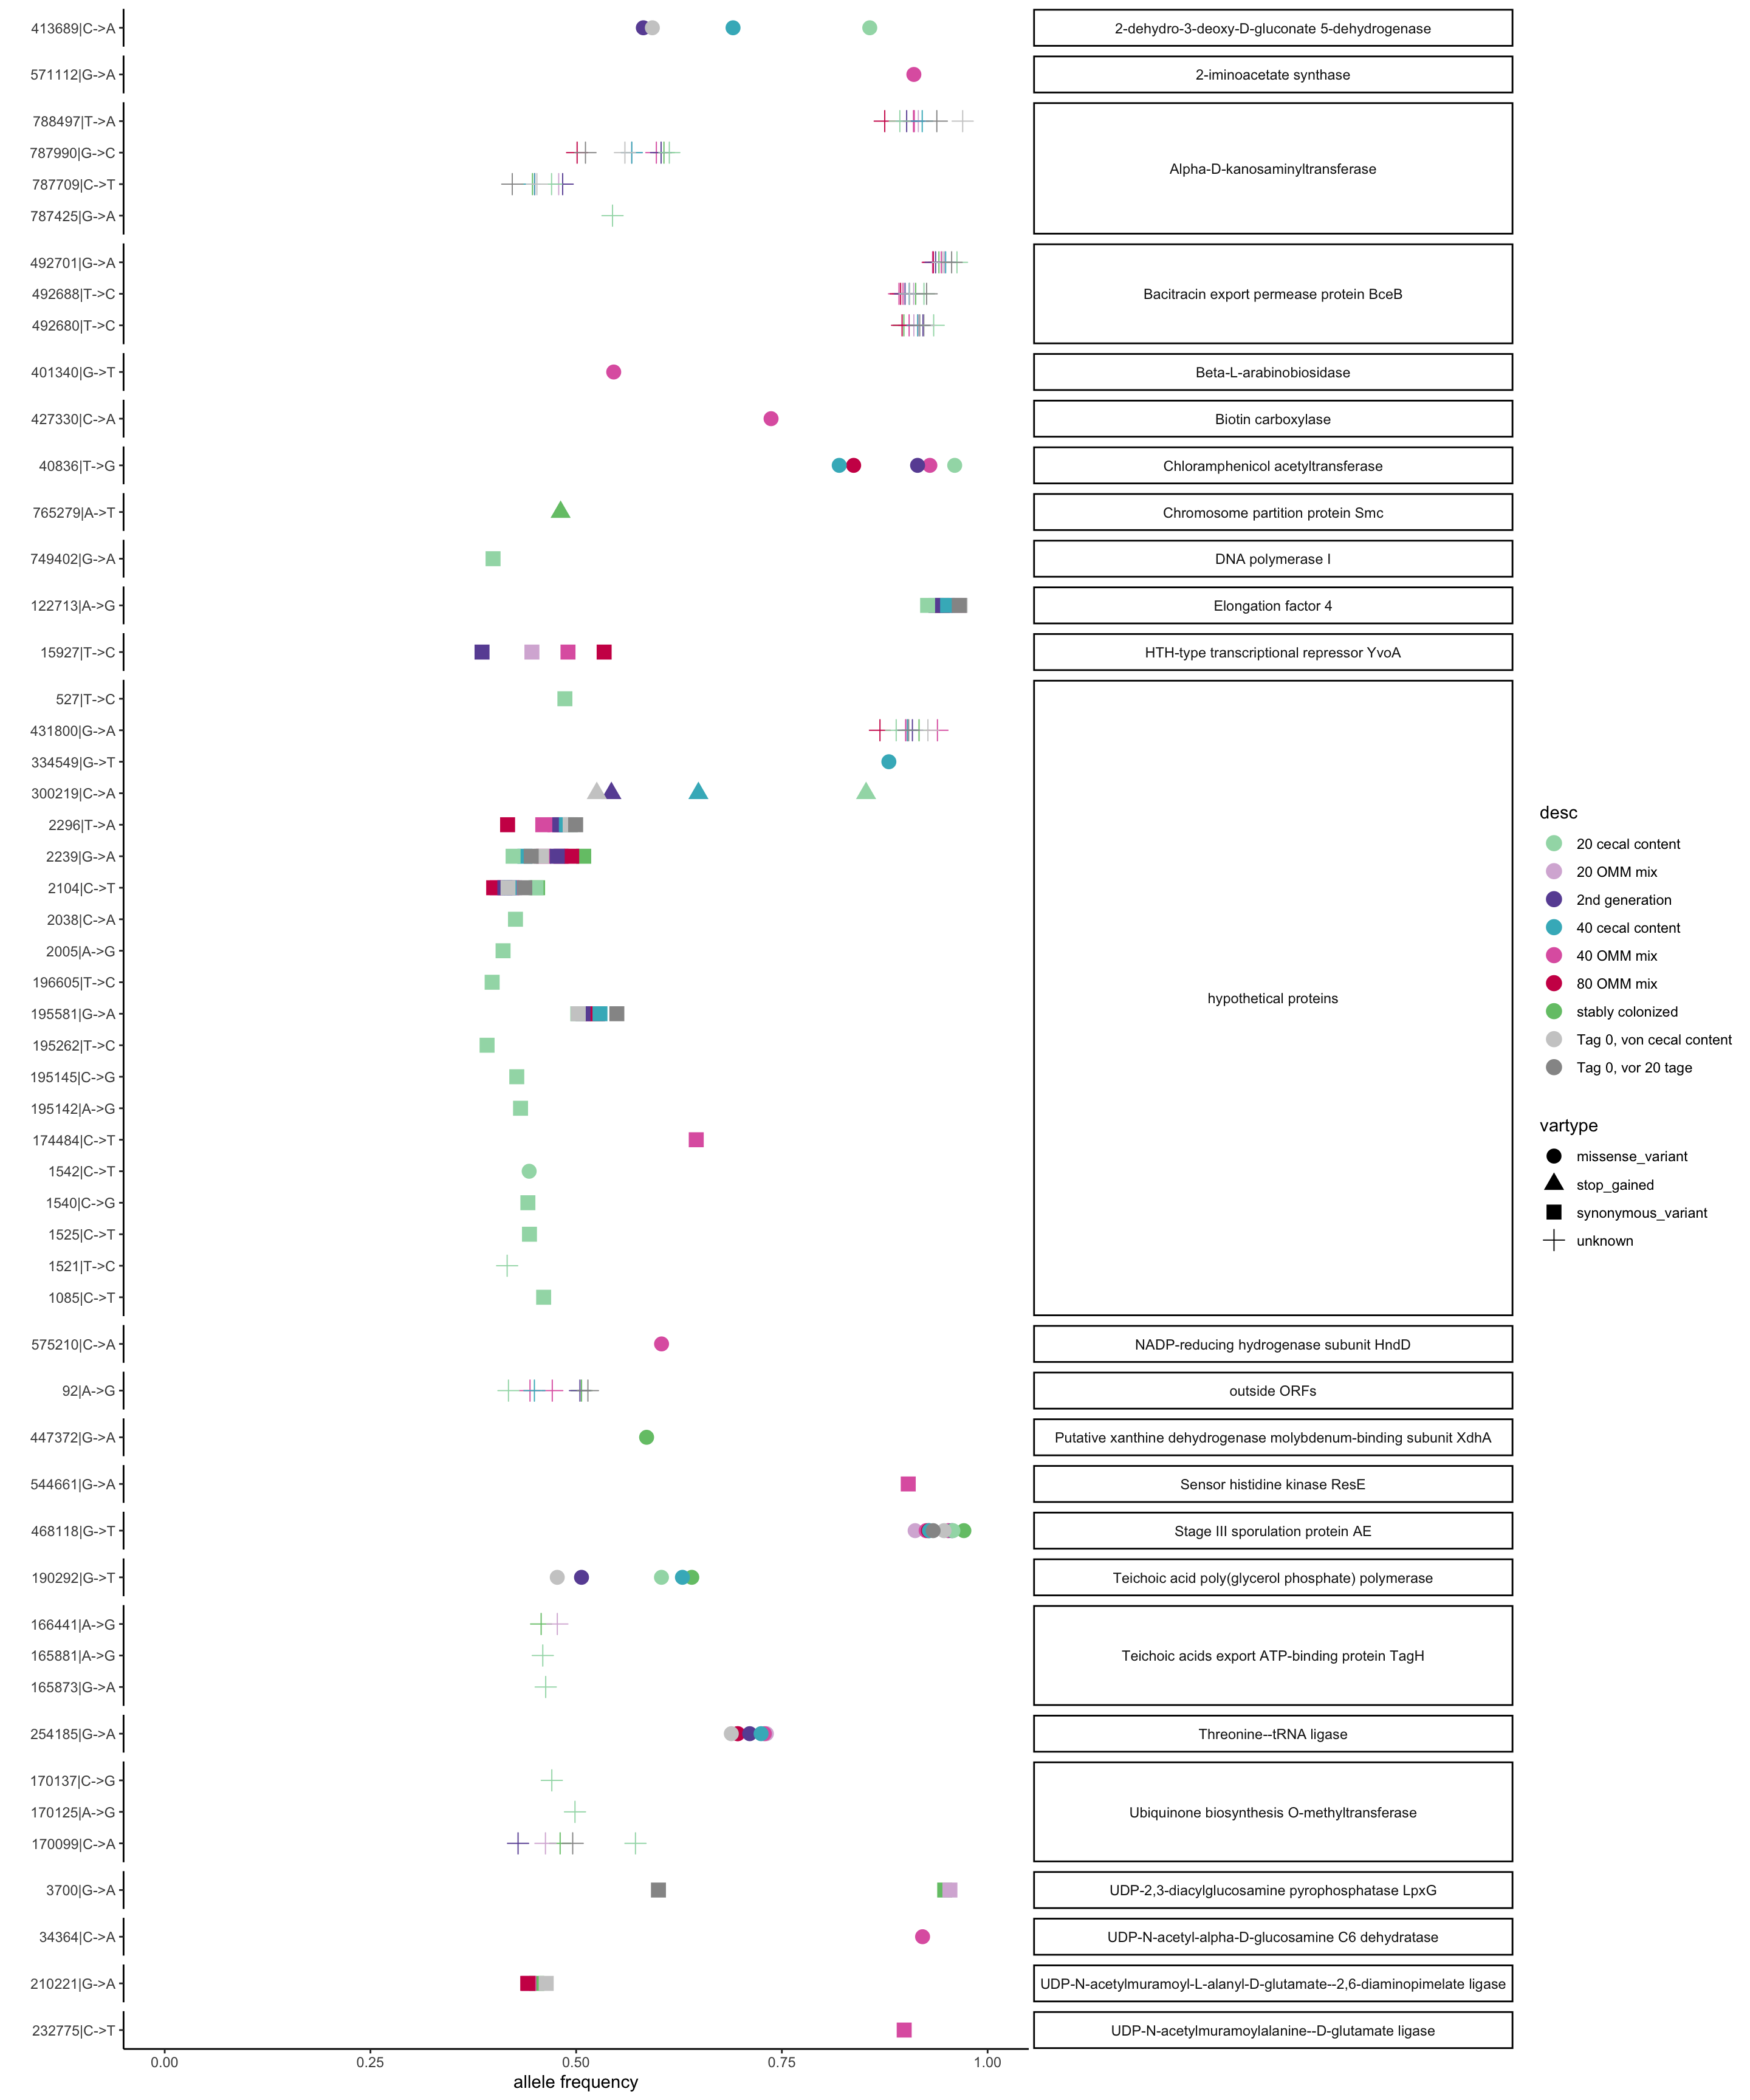 413689|C->A
2-dehydro-3-deoxy-D-gluconate 5-dehydrogenase
571112|G->A
2-iminoacetate synthase
788497|T->A
787990|G->C
787709|C->T
787425|G->A
Alpha-D-kanosaminyltransferase
492701|G->A
492688|T->C
492680|T->C
Bacitracin export permease protein BceB
401340|G->T
Beta-L-arabinobiosidase
427330|C->A
Biotin carboxylase
40836|T->G
Chloramphenicol acetyltransferase
765279|A->T
Chromosome partition protein Smc
749402|G->A
DNA polymerase I
122713|A->G
Elongation factor 4
15927|T->C
HTH-type transcriptional repressor YvoA
527|T->C
431800|G->A
334549|G->T
300219|C->A
2296|T->A
2239|G->A
2104|C->T
2038|C->A
2005|A->G
196605|T->C
195581|G->A
195262|T->C
195145|C->G
195142|A->G
174484|C->T
1542|C->T
1540|C->G
1525|C->T
1521|T->C
1085|C->T
hypothetical proteins
575210|C->A
NADP-reducing hydrogenase subunit HndD
92|A->G
outside ORFs
447372|G->A
Putative xanthine dehydrogenase molybdenum-binding subunit XdhA
544661|G->A
Sensor histidine kinase ResE
468118|G->T
Stage III sporulation protein AE
190292|G->T
Teichoic acid poly(glycerol phosphate) polymerase
166441|A->G
165881|A->G
165873|G->A
Teichoic acids export ATP-binding protein TagH
254185|G->A
Threonine--tRNA ligase
170137|C->G
170125|A->G
170099|C->A
Ubiquinone biosynthesis O-methyltransferase
3700|G->A
UDP-2,3-diacylglucosamine pyrophosphatase LpxG
34364|C->A
UDP-N-acetyl-alpha-D-glucosamine C6 dehydratase
210221|G->A
UDP-N-acetylmuramoyl-L-alanyl-D-glutamate--2,6-diaminopimelate ligase
232775|C->T
UDP-N-acetylmuramoylalanine--D-glutamate ligase
0.00
0.25
0.50
0.75
1.00
allele frequency
desc
20 cecal content
20 OMM mix
2nd generation
40 cecal content
40 OMM mix
80 OMM mix
stably colonized
Tag 0, von cecal content
Tag 0, vor 20 tage
vartype
missense_variant
stop_gained
synonymous_variant
unknown